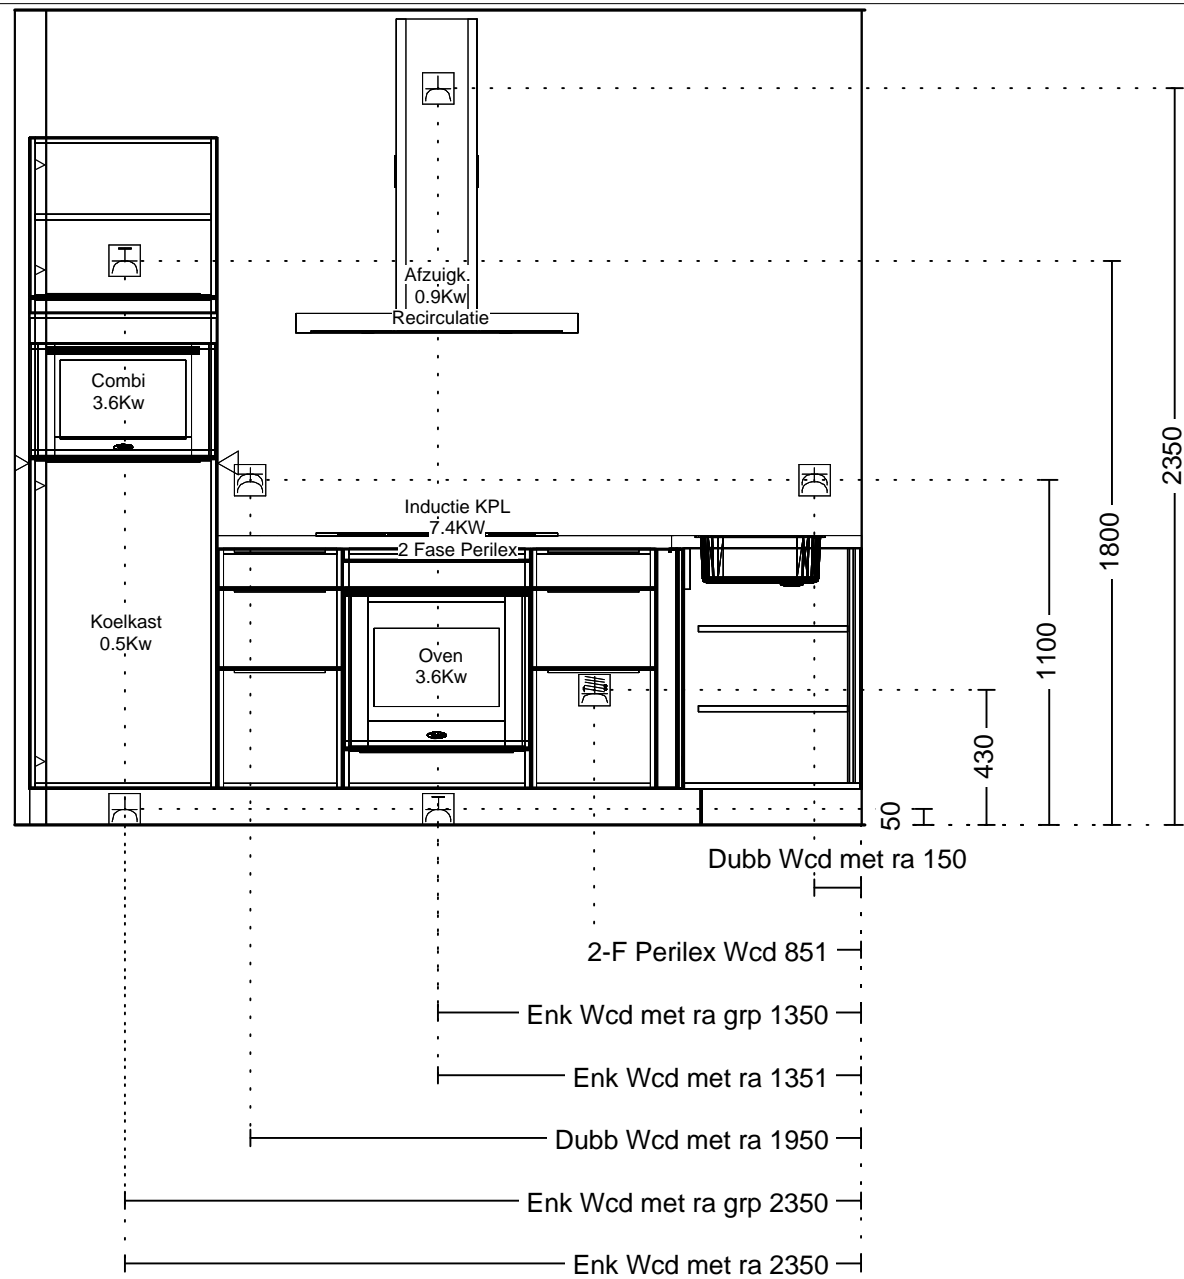 Afzuigk.
0.9Kw
Recirculatie
Combi
3.6Kw
Inductie KPL
7.4KW
2 Fase Perilex
Koelkast
0.5Kw
Oven
3.6Kw
2350
1800
1100
430
50
Dubb Wcd met ra 150
2-F Perilex Wcd 851
Enk Wcd met ra grp 1350
Enk Wcd met ra 1351
Dubb Wcd met ra 1950
Enk Wcd met ra grp 2350
Enk Wcd met ra 2350